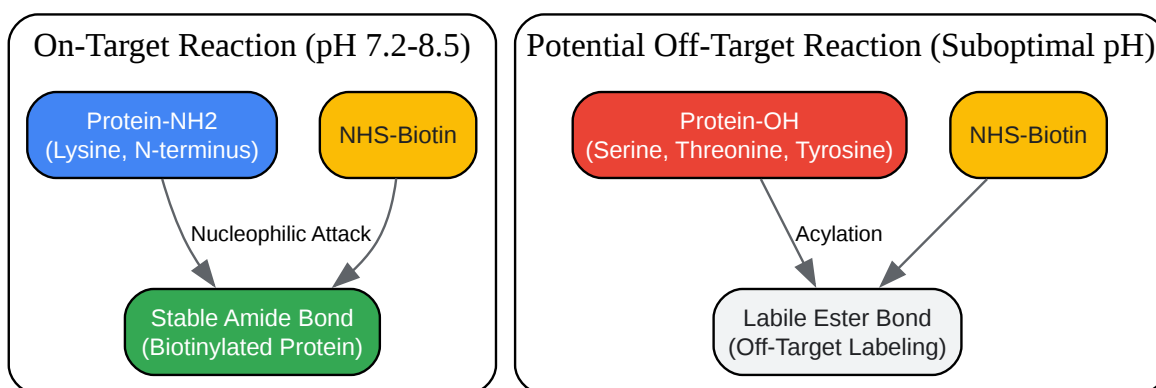 On-Target Reaction (pH 7.2-8.5)
Protein-NH2
(Lysine, N-terminus)
NHS-Biotin
Nucleophilic Attack
Stable Amide Bond
(Biotinylated Protein)
Potential Off-Target Reaction (Suboptimal pH)
Protein-OH
(Serine, Threonine, Tyrosine)
NHS-Biotin
Acylation
Labile Ester Bond
(Off-Target Labeling)